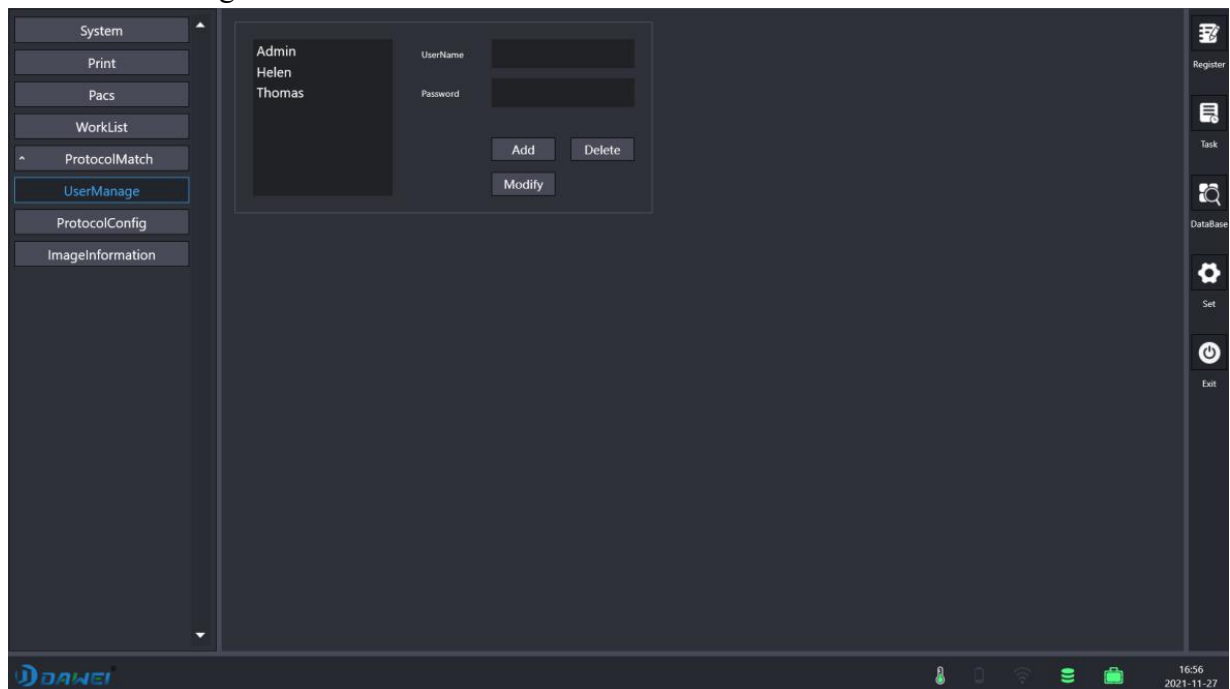 System
Print
Pacs
WorkList
ProtocolMatch
UserManage
ProtocolConfig
ImageInformation
Admin
Helen
Thomas
UserName
Password
Add Delete
Modify
Register
Task
DataBase
Set
Exit
DAWEI
16:56
2021-11-27